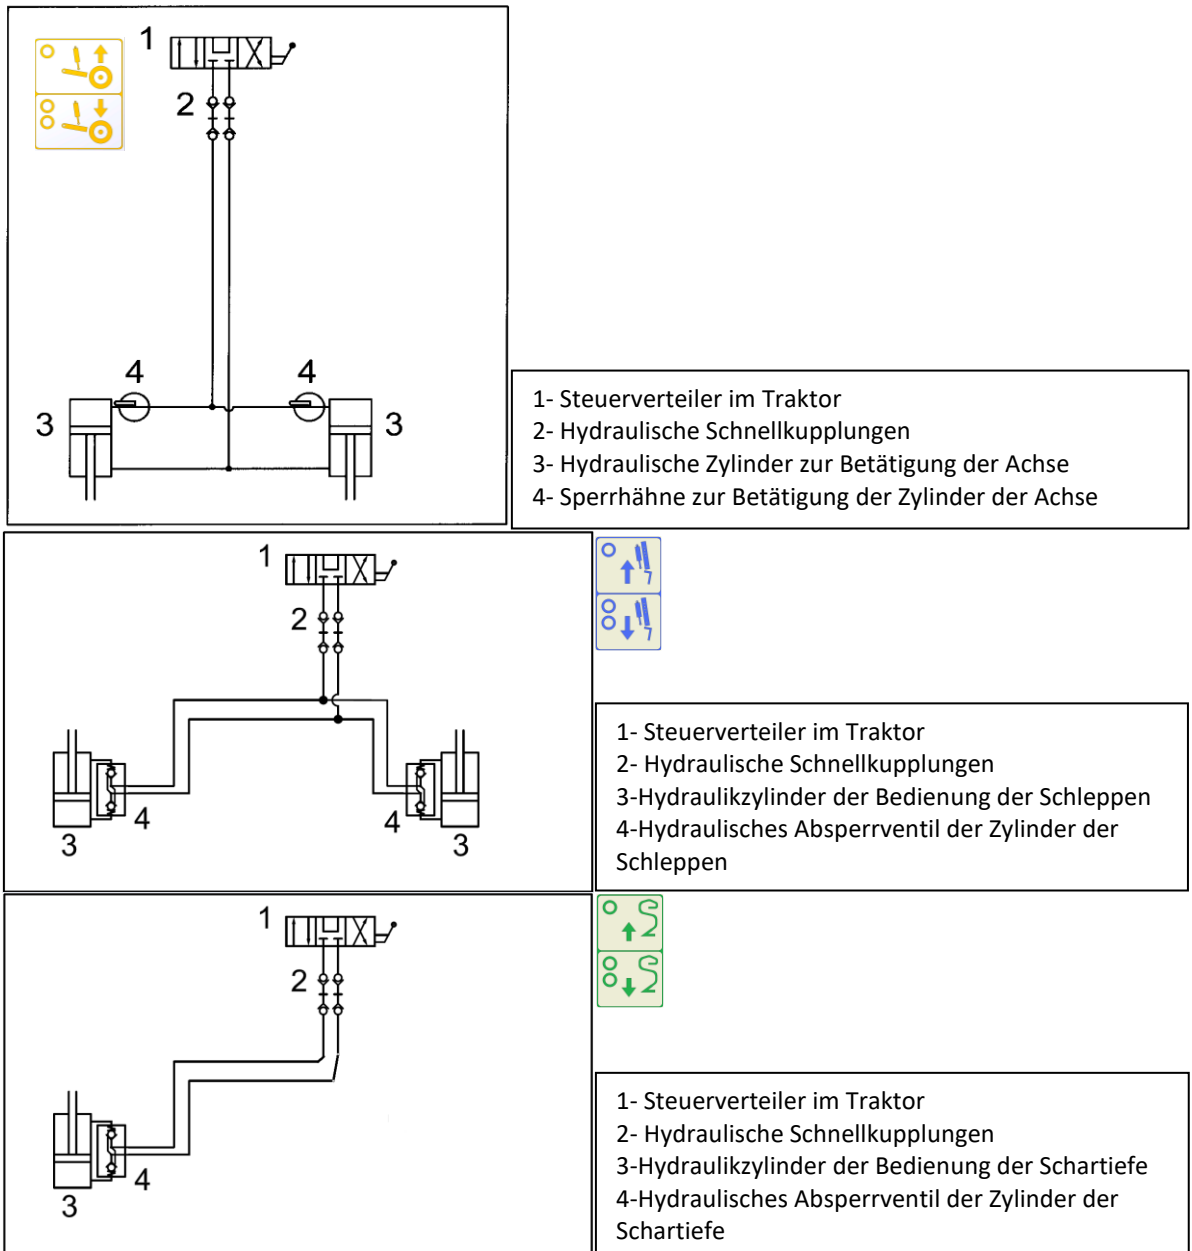 1
2
4
4
3
3
1- Steuerverteiler im Traktor
2- Hydraulische Schnellkupplungen
3- Hydraulische Zylinder zur Betätigung der Achse
4- Sperrhähne zur Betätigung der Zylinder der Achse
1
2
4
4
3
3
1- Steuerverteiler im Traktor
2- Hydraulische Schnellkupplungen
3-Hydraulikzylinder der Bedienung der Schleppen
4-Hydraulisches Absperrventil der Zylinder der
Schleppen
1
2
4
3
1- Steuerverteiler im Traktor
2- Hydraulische Schnellkupplungen
3-Hydraulikzylinder der Bedienung der Schartiefe
4-Hydraulisches Absperrventil der Zylinder der
Schartiefe